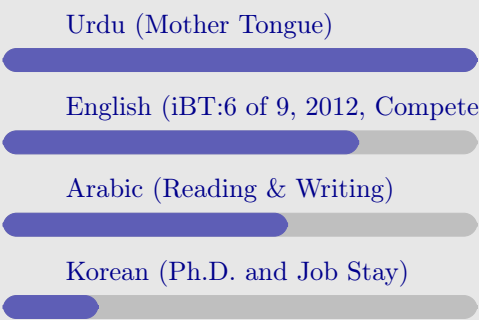 Urdu (Mother Tongue)
English (iBT:6 of 9, 2012, Compete
Arabic (Reading & Writing)
Korean (Ph.D. and Job Stay)